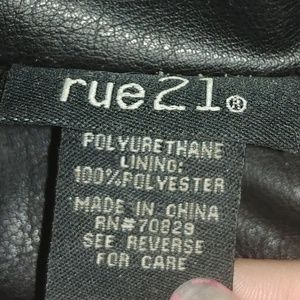 rue21®
POLYURETHANE
LINING:
100%POLYESTER
MADE IN CHINA
RN#70829
SEE REVERSE
FOR CARE